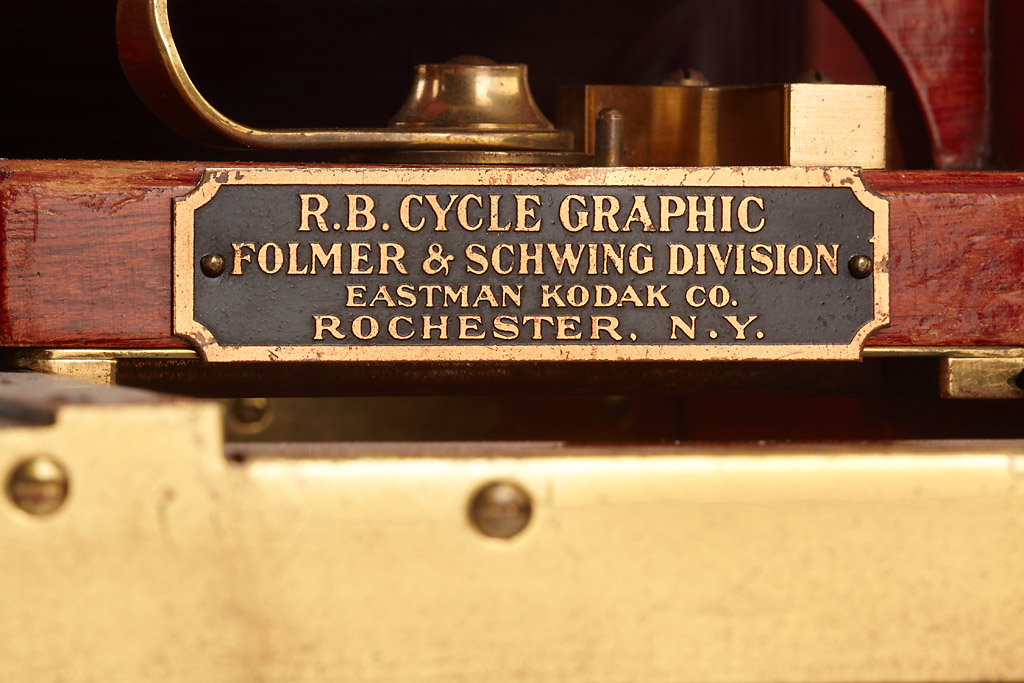 R.B. CYCLE GRAPHIC
FOLMER & SCHWING DIVISION
EASTMAN KODAK CO.
ROCHESTER, N.Y.